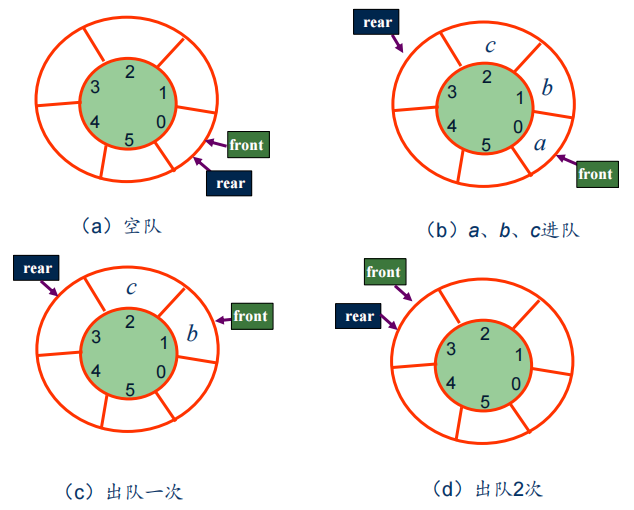 2
3
1
4
0
5
front
rear
(a) 空队
rear
c
2
3
b
1
4
0
a
5
front
(b) a、b、c进队
rear
c
2
front
3
1
b
4
0
5
(c) 出队一次
front
rear
2
3
1
4
0
5
(d) 出队2次